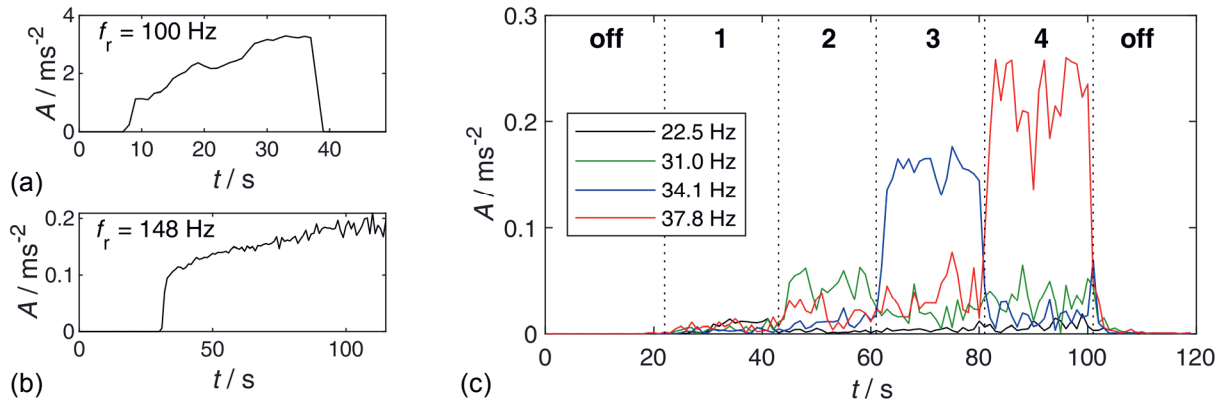 f_r = 100 Hz
A / ms⁻²
4
2
0
0 10 20 30 40
t / s
(a)
f_r = 148 Hz
A / ms⁻²
0.2
0.1
0
0 50 100
t / s
(b)
A / ms⁻²
0.3
0.2
0.1
0
off 1 2 3 4 off
22.5 Hz
31.0 Hz
34.1 Hz
37.8 Hz
0 20 40 60 80 100 120
t / s
(c)